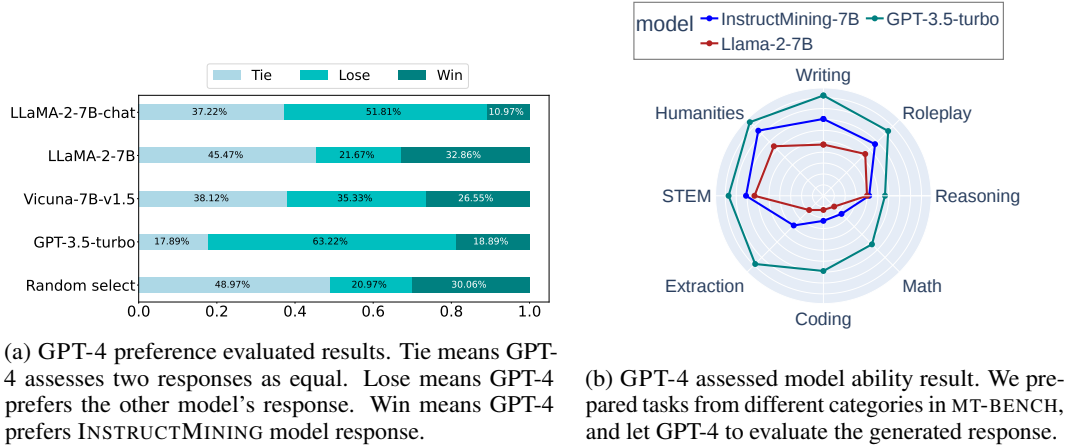 Tie Lose Win
LLaMA-2-7B-chat 37.22% 51.81% 10.97%
LLaMA-2-7B 45.47% 21.67% 32.86%
Vicuna-7B-v1.5 38.12% 35.33% 26.55%
GPT-3.5-turbo 17.89% 63.22% 18.89%
Random select 48.97% 20.97% 30.06%
0.0 0.2 0.4 0.6 0.8 1.0
(a) GPT-4 preference evaluated results. Tie means GPT-
4 assesses two responses as equal. Lose means GPT-4
prefers the other model's response. Win means GPT-4
prefers INSTRUCTMINING model response.
model InstructMining-7B GPT-3.5-turbo
Llama-2-7B
Writing
Humanities Roleplay
STEM Reasoning
Extraction Math
Coding
(b) GPT-4 assessed model ability result. We pre-
pared tasks from different categories in MT-BENCH,
and let GPT-4 to evaluate the generated response.